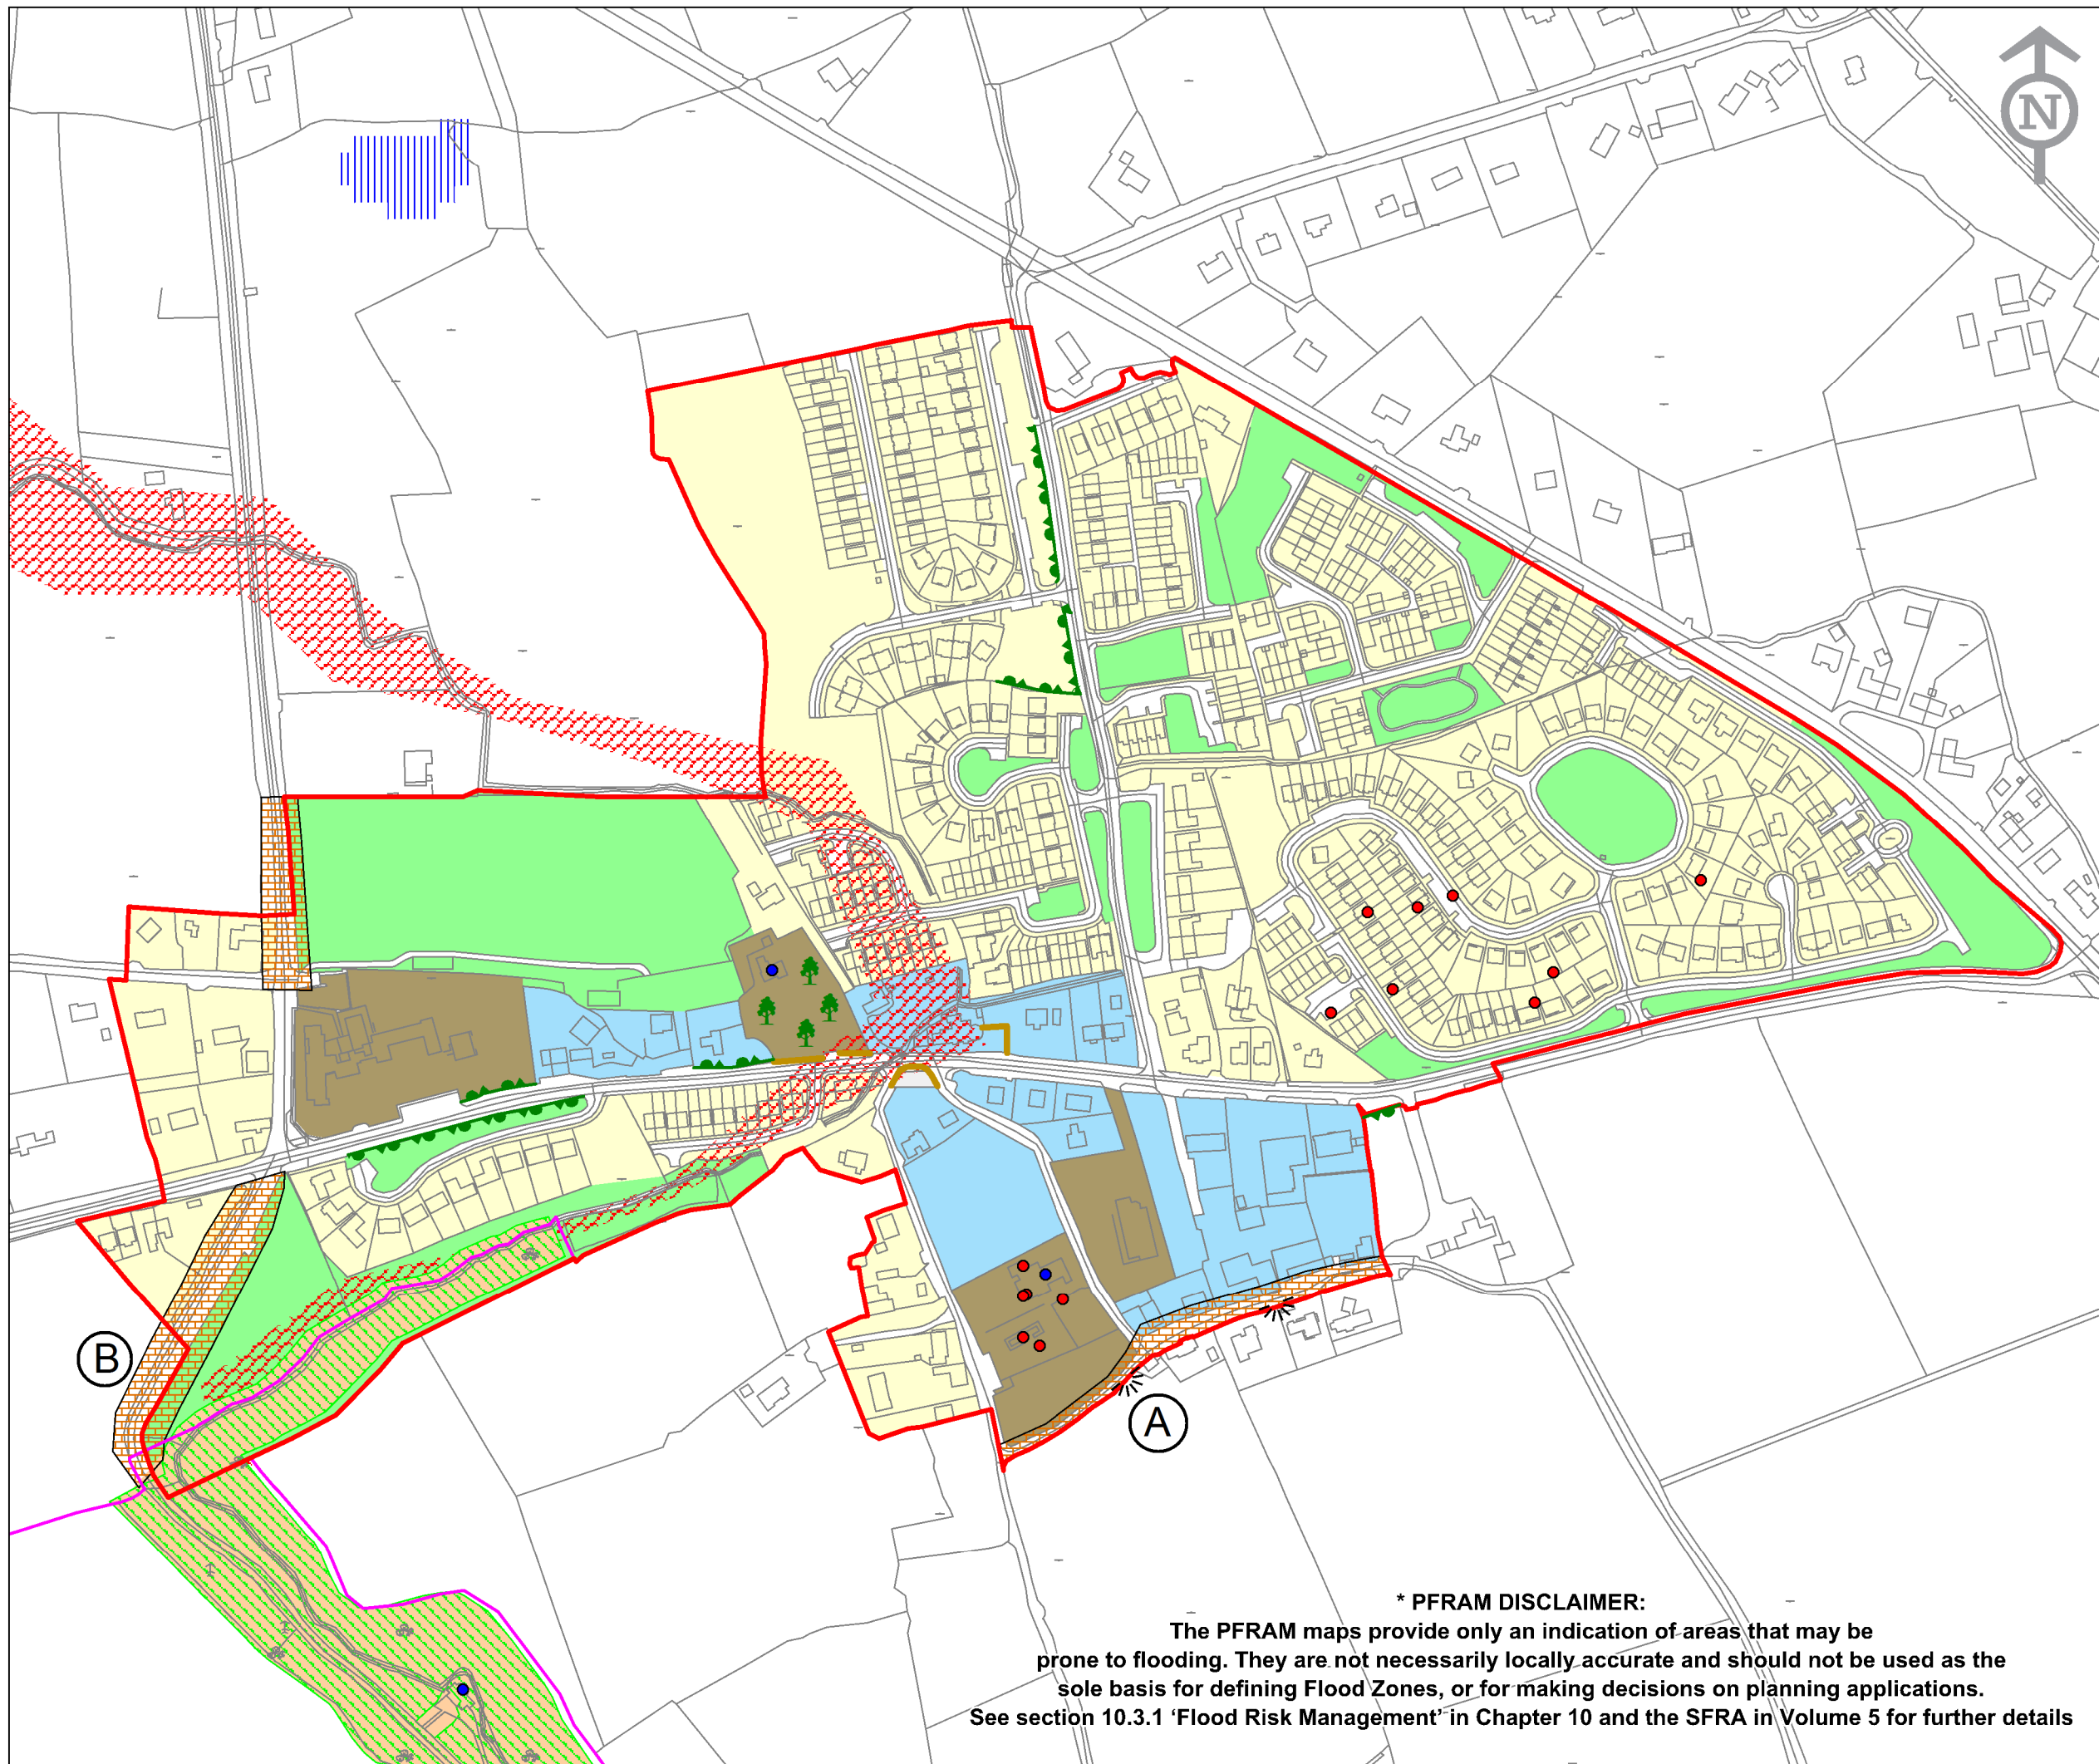 N
B
A
* PFRAM DISCLAIMER:
The PFRAM maps provide only an indication of areas that may be
prone to flooding. They are not necessarily locally accurate and should not be used as the
sole basis for defining Flood Zones, or for making decisions on planning applications.
See section 10.3.1 ‘Flood Risk Management’ in Chapter 10 and the SFRA in Volume 5 for further details